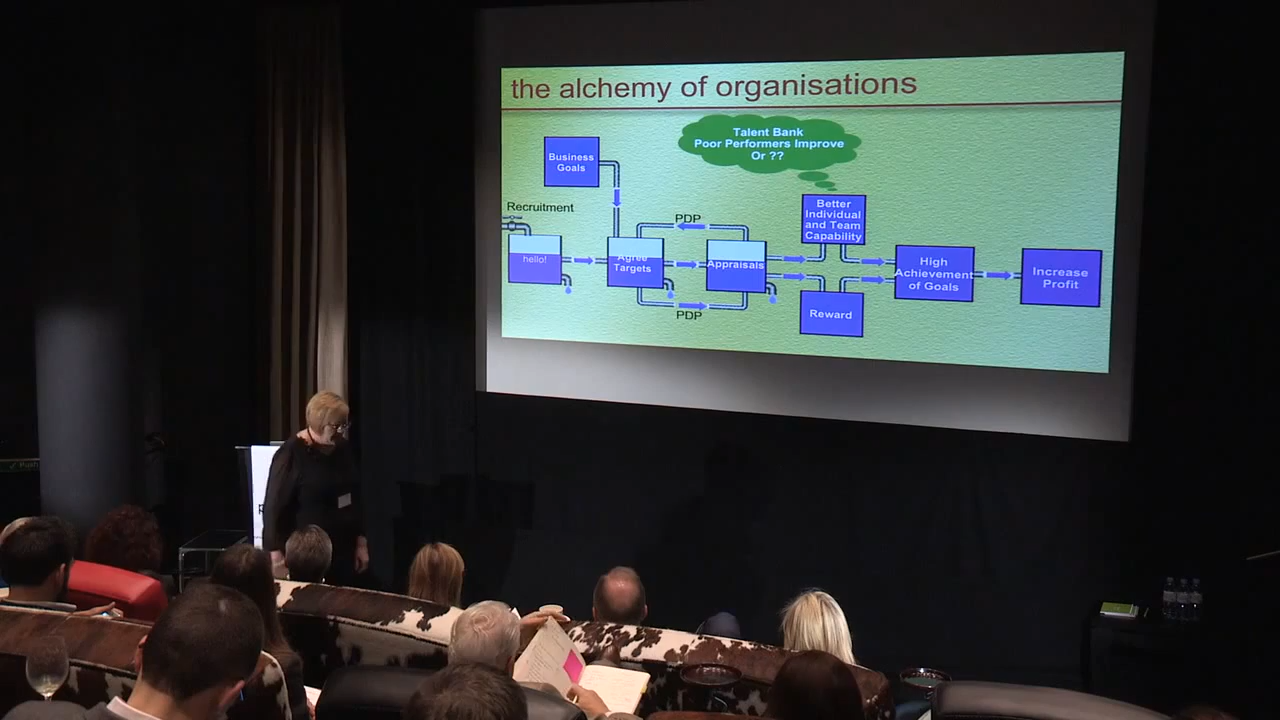 the alchemy of organisations
Talent Bank
Poor Performers Improve
Or ??
Business
Goals
Recruitment
hello!
PDP
Agree
Targets
Appraisals
PDP
Better
Individual
and Team
Capability
Reward
High
Achievement
of Goals
Increase
Profit
Push